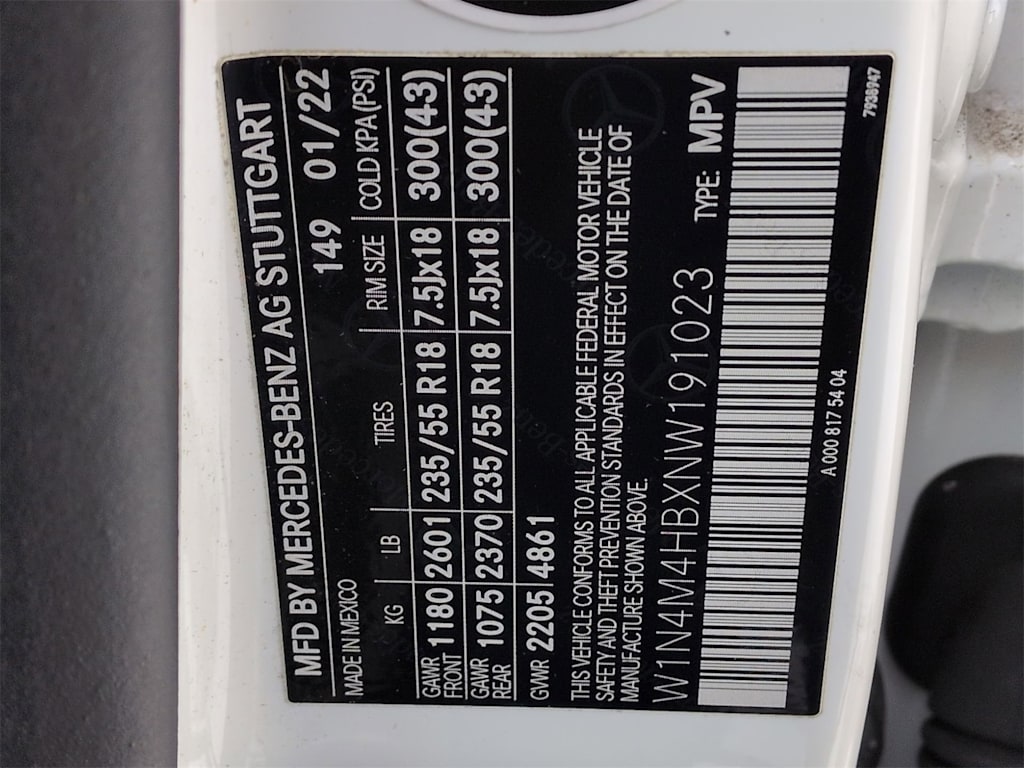 MFD BY MERCEDES-BENZ AG STUTTGART
MADE IN MEXICO 149 01/22
KG LB TIRES RIM SIZE COLD KPA(PSI)
GAWR FRONT 1180 2601 235/55 R18 7.5Jx18 300(43)
GAWR REAR 1075 2370 235/55 R18 7.5Jx18 300(43)
GVWR 2205 4861
THIS VEHICLE CONFORMS TO ALL APPLICABLE FEDERAL MOTOR VEHICLE
SAFETY AND THEFT PREVENTION STANDARDS IN EFFECT ON THE DATE OF
MANUFACTURE SHOWN ABOVE.
W1N4M4HBXNW191023 TYPE: MPV
A 000 817 54 04
7938947